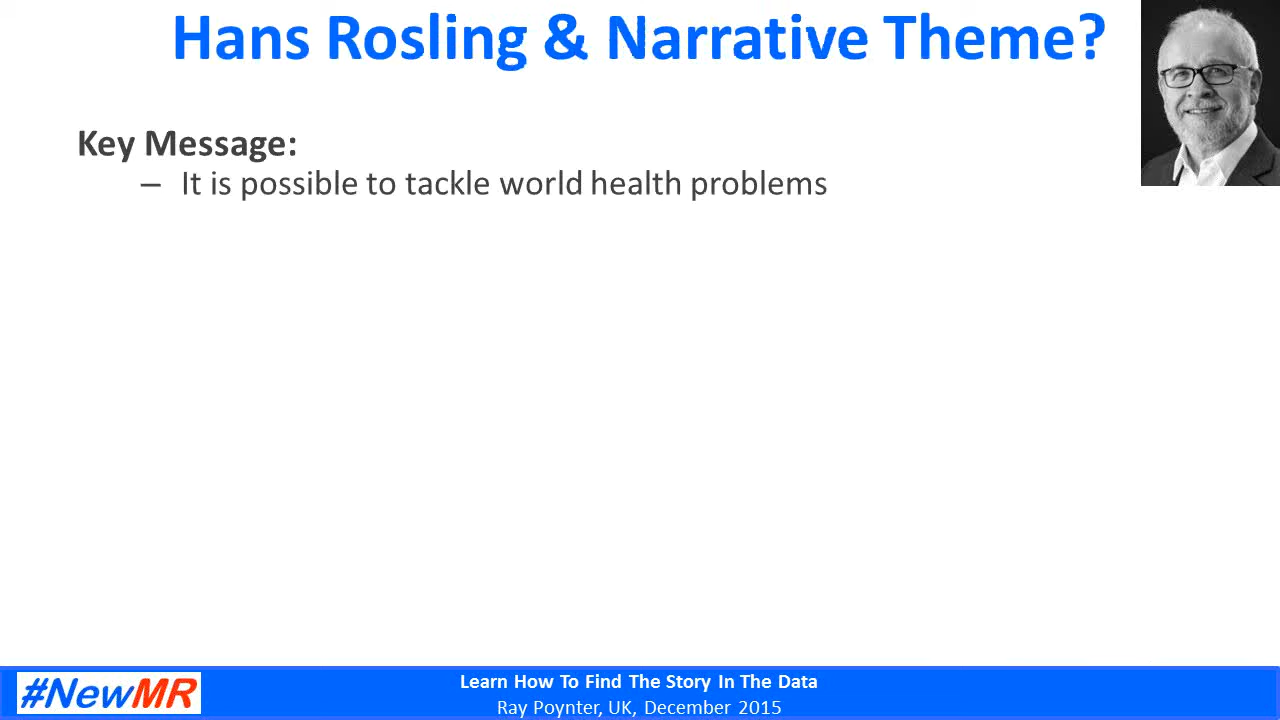 Hans Rosling & Narrative Theme?
Key Message:
– It is possible to tackle world health problems
#NewMR
Learn How To Find The Story In The Data
Ray Poynter, UK, December 2015